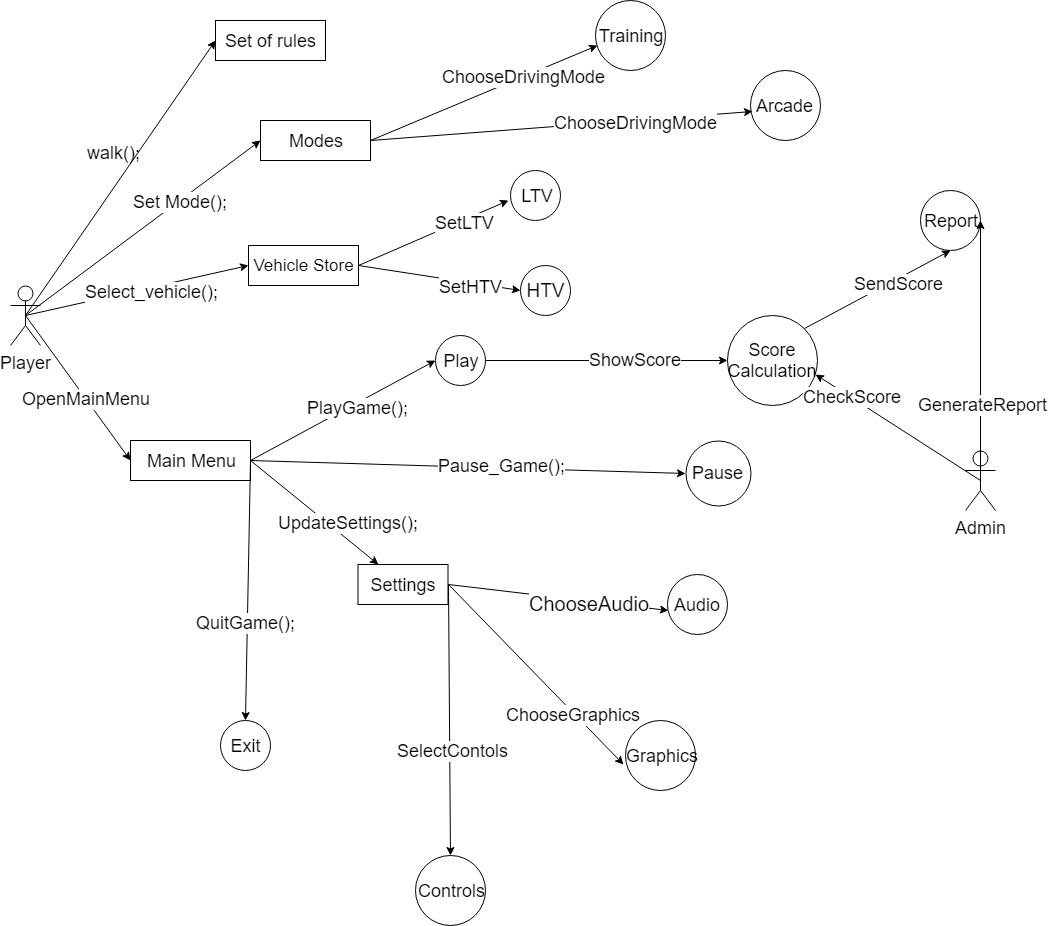 Set of rules
Training
ChooseDrivingMode
Arcade
ChooseDrivingMode
Modes
walk();
Set Mode();
LTV
SetLTV
Report
Vehicle Store
SendScore
Select_vehicle();
SetHTV
HTV
Player
Play
ShowScore
Score
Calculation
OpenMainMenu
PlayGame();
CheckScore
GenerateReport
Main Menu
Pause_Game();
Pause
UpdateSettings();
Admin
Settings
ChooseAudio
Audio
QuitGame();
ChooseGraphics
Exit
SelectContols
Graphics
Controls